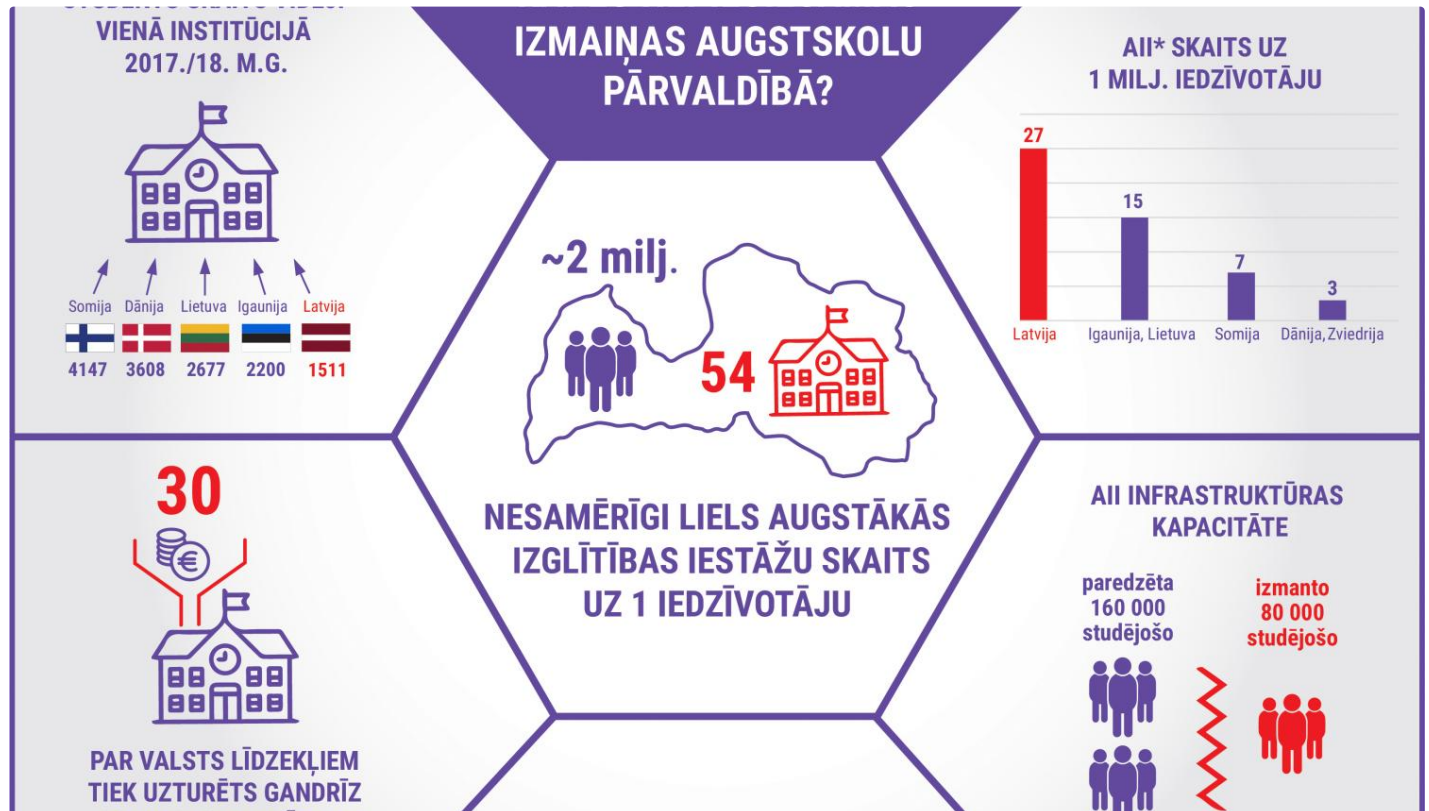 VIENĀ INSTITŪCIJĀ
2017./18. M.G.
Somija Dānija Lietuva Igaunija Latvija
4147 3608 2677 2200 1511
IZMAIŅAS AUGSTSKOLU
PĀRVALDĪBĀ?
AII* SKAITS UZ
1 MILJ. IEDZĪVOTĀJU
27
15
7
3
Latvija Igaunija, Lietuva Somija Dānija, Zviedrija
~2 milj.
54
NESAMĒRĪGI LIELS AUGSTĀKĀS
IZGLĪTĪBAS IESTĀŽU SKAITS
UZ 1 IEDZĪVOTĀJU
30
€
PAR VALSTS LĪDZEKĻIEM
TIEK UZTURĒTS GANDRĪZ
AII INFRASTRUKTŪRAS
KAPACITĀTE
paredzēta
160 000
studējošo
izmanto
80 000
studējošo